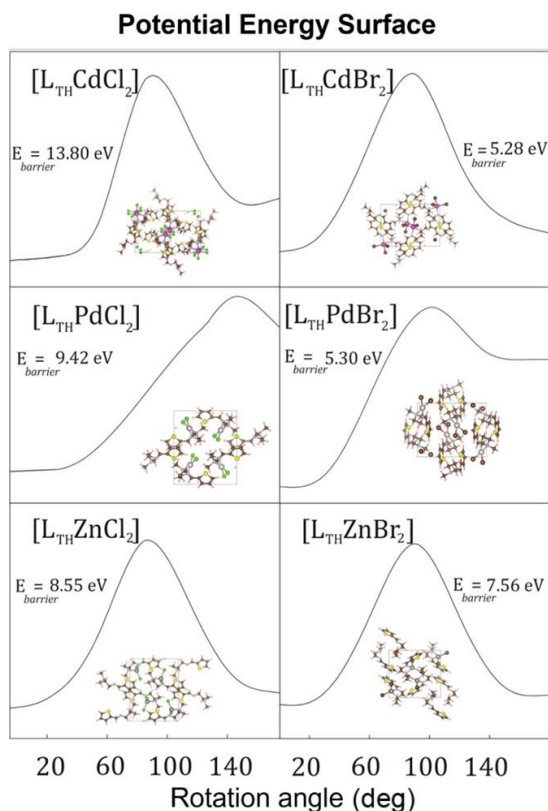 Potential Energy Surface
[L_TH CdCl_2]
E_barrier = 13.80 eV
[L_TH CdBr_2]
E_barrier = 5.28 eV
[L_TH PdCl_2]
E_barrier = 9.42 eV
[L_TH PdBr_2]
E_barrier = 5.30 eV
[L_TH ZnCl_2]
E_barrier = 8.55 eV
[L_TH ZnBr_2]
E_barrier = 7.56 eV
20 60 100 140 20 60 100 140
Rotation angle (deg)